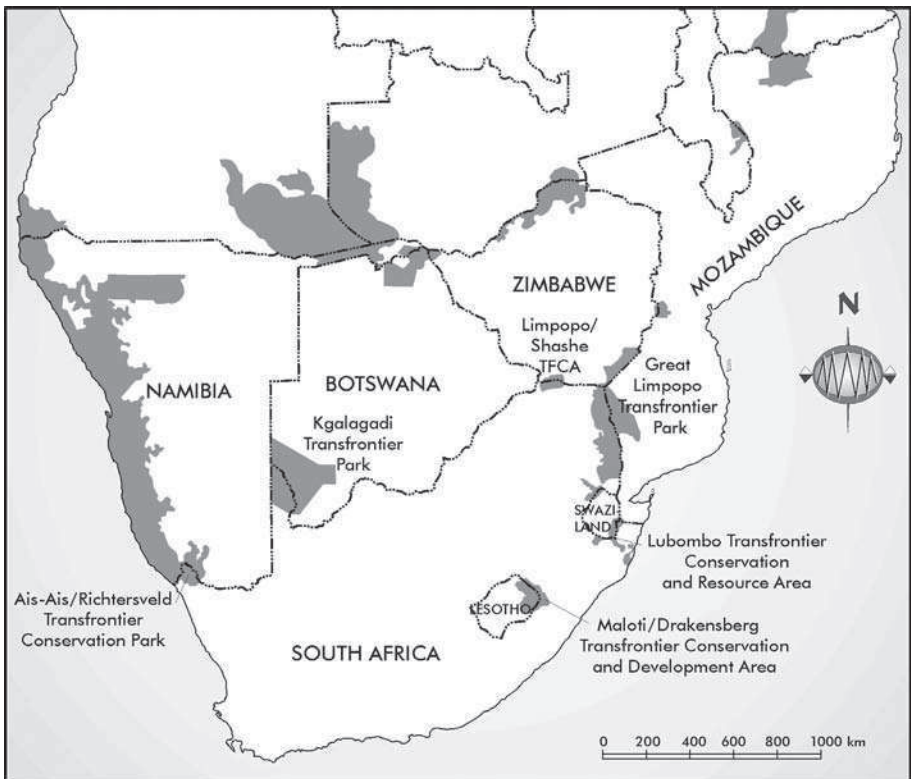 MOZAMBIQUE
ZIMBABWE
N
Limpopo/
Shashe
TFCA
Great
Limpopo
Transfrontier
Park
NAMIBIA
BOTSWANA
Kgalagadi
Transfrontier
Park
SWAZI
LAND
Lubombo Transfrontier
Conservation
and Resource Area
Ais-Ais/Richtersveld
Transfrontier
Conservation Park
LESOTHO
Maloti/Drakensberg
Transfrontier Conservation
and Development Area
SOUTH AFRICA
0 200 400 600 800 1000 km